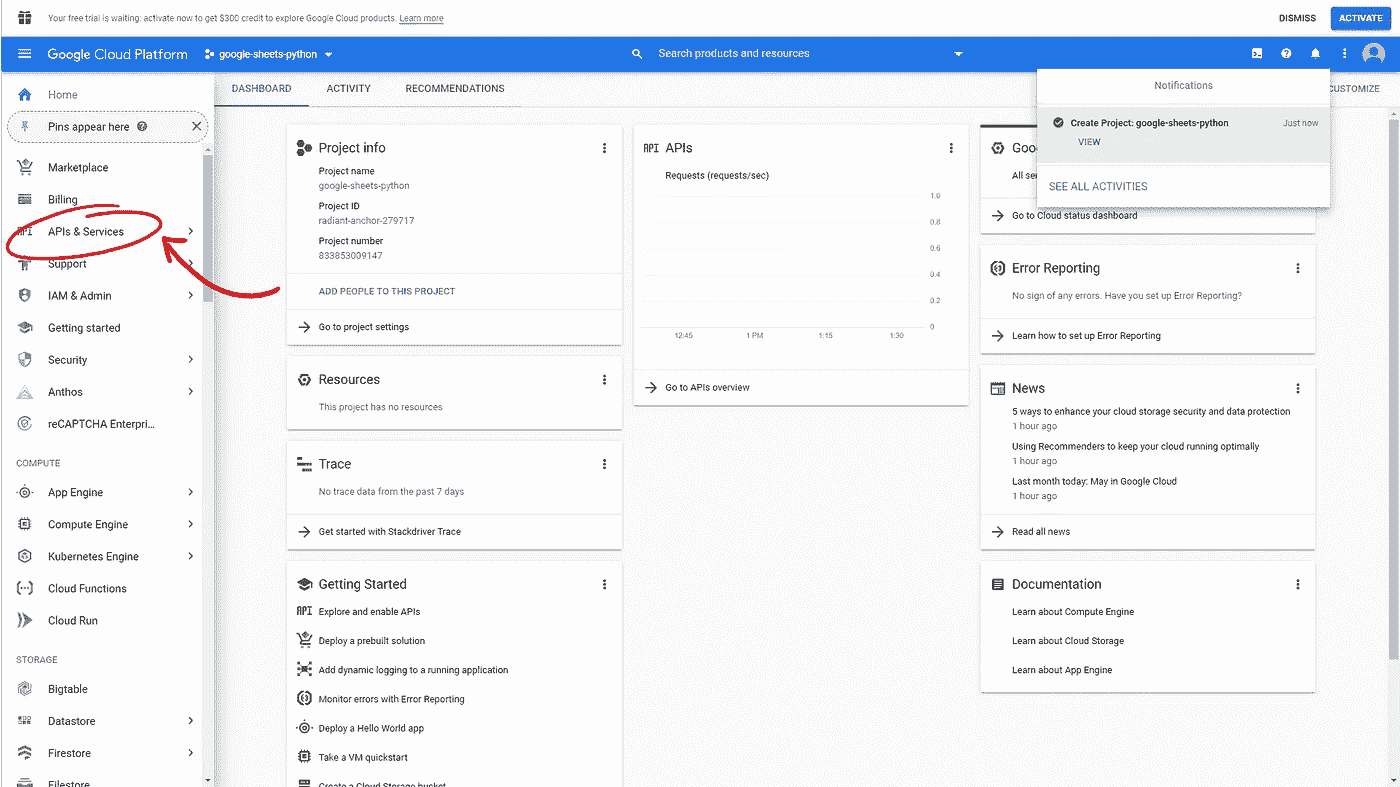 Your free trial is waiting: activate now to get $300 credit to explore Google Cloud products. Learn more
DISMISS
ACTIVATE
Google Cloud Platform
google-sheets-python
Search products and resources
Home
Pins appear here
Marketplace
Billing
API
APIs & Services
Support
IAM & Admin
Getting started
Security
Anthos
reCAPTCHA Enterpri...
COMPUTE
App Engine
Compute Engine
Kubernetes Engine
Cloud Functions
Cloud Run
STORAGE
Bigtable
Datastore
Firestore
Filestore
DASHBOARD
ACTIVITY
RECOMMENDATIONS
CUSTOMIZE
Project info
Project name
google-sheets-python
Project ID
radiant-anchor-279717
Project number
833853009147
ADD PEOPLE TO THIS PROJECT
Go to project settings
Resources
This project has no resources
Trace
No trace data from the past 7 days
Get started with Stackdriver Trace
Getting Started
API Explore and enable APIs
Deploy a prebuilt solution
Add dynamic logging to a running application
Monitor errors with Error Reporting
Deploy a Hello World app
Take a VM quickstart
Create a Cloud Storage bucket
API APIs
Requests (requests/sec)
1.0
0.8
0.6
0.4
0.2
0
12:45
1 PM
1:15
1:30
Go to APIs overview
Notifications
Create Project: google-sheets-python
Just now
VIEW
SEE ALL ACTIVITIES
Goo
All ser
Go to Cloud status dashboard
Error Reporting
No sign of any errors. Have you set up Error Reporting?
Learn how to set up Error Reporting
News
5 ways to enhance your cloud storage security and data protection
1 hour ago
Using Recommenders to keep your cloud running optimally
1 hour ago
Last month today: May in Google Cloud
1 hour ago
Read all news
Documentation
Learn about Compute Engine
Learn about Cloud Storage
Learn about App Engine